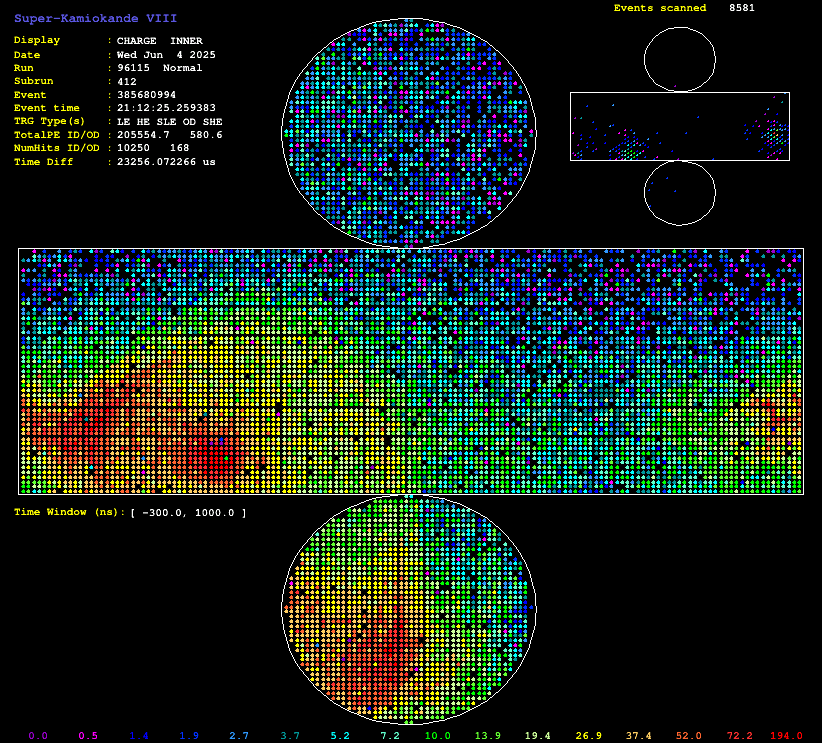 Super-Kamiokande VIII
Events scanned 8581
Display : CHARGE INNER
Date : Wed Jun 4 2025
Run : 96115 Normal
Subrun : 412
Event : 385680994
Event time : 21:12:25.259383
TRG Type(s) : LE HE SLE OD SHE
TotalPE ID/OD : 205554.7 580.6
NumHits ID/OD : 10250 168
Time Diff : 23256.072266 us
Time Window (ns): [ -300.0, 1000.0 ]
0.0 0.5 1.4 1.9 2.7 3.7 5.2 7.2 10.0 13.9 19.4 26.9 37.4 52.0 72.2 194.0